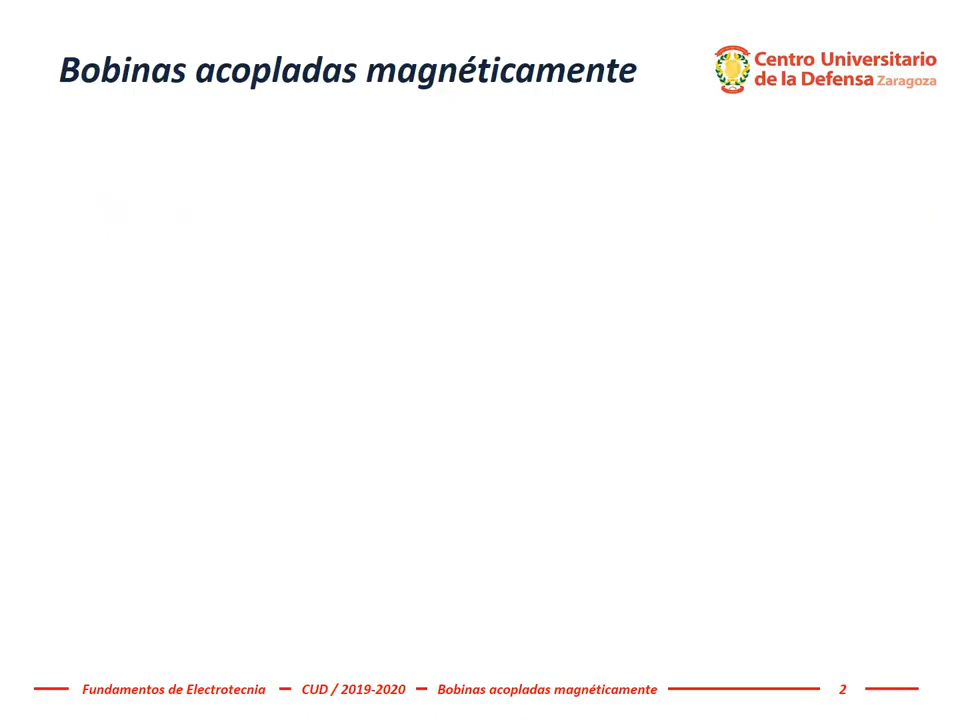 Bobinas acopladas magnéticamente
Centro Universitario
de la Defensa Zaragoza
Fundamentos de Electrotecnia CUD / 2019-2020 Bobinas acopladas magnéticamente 2